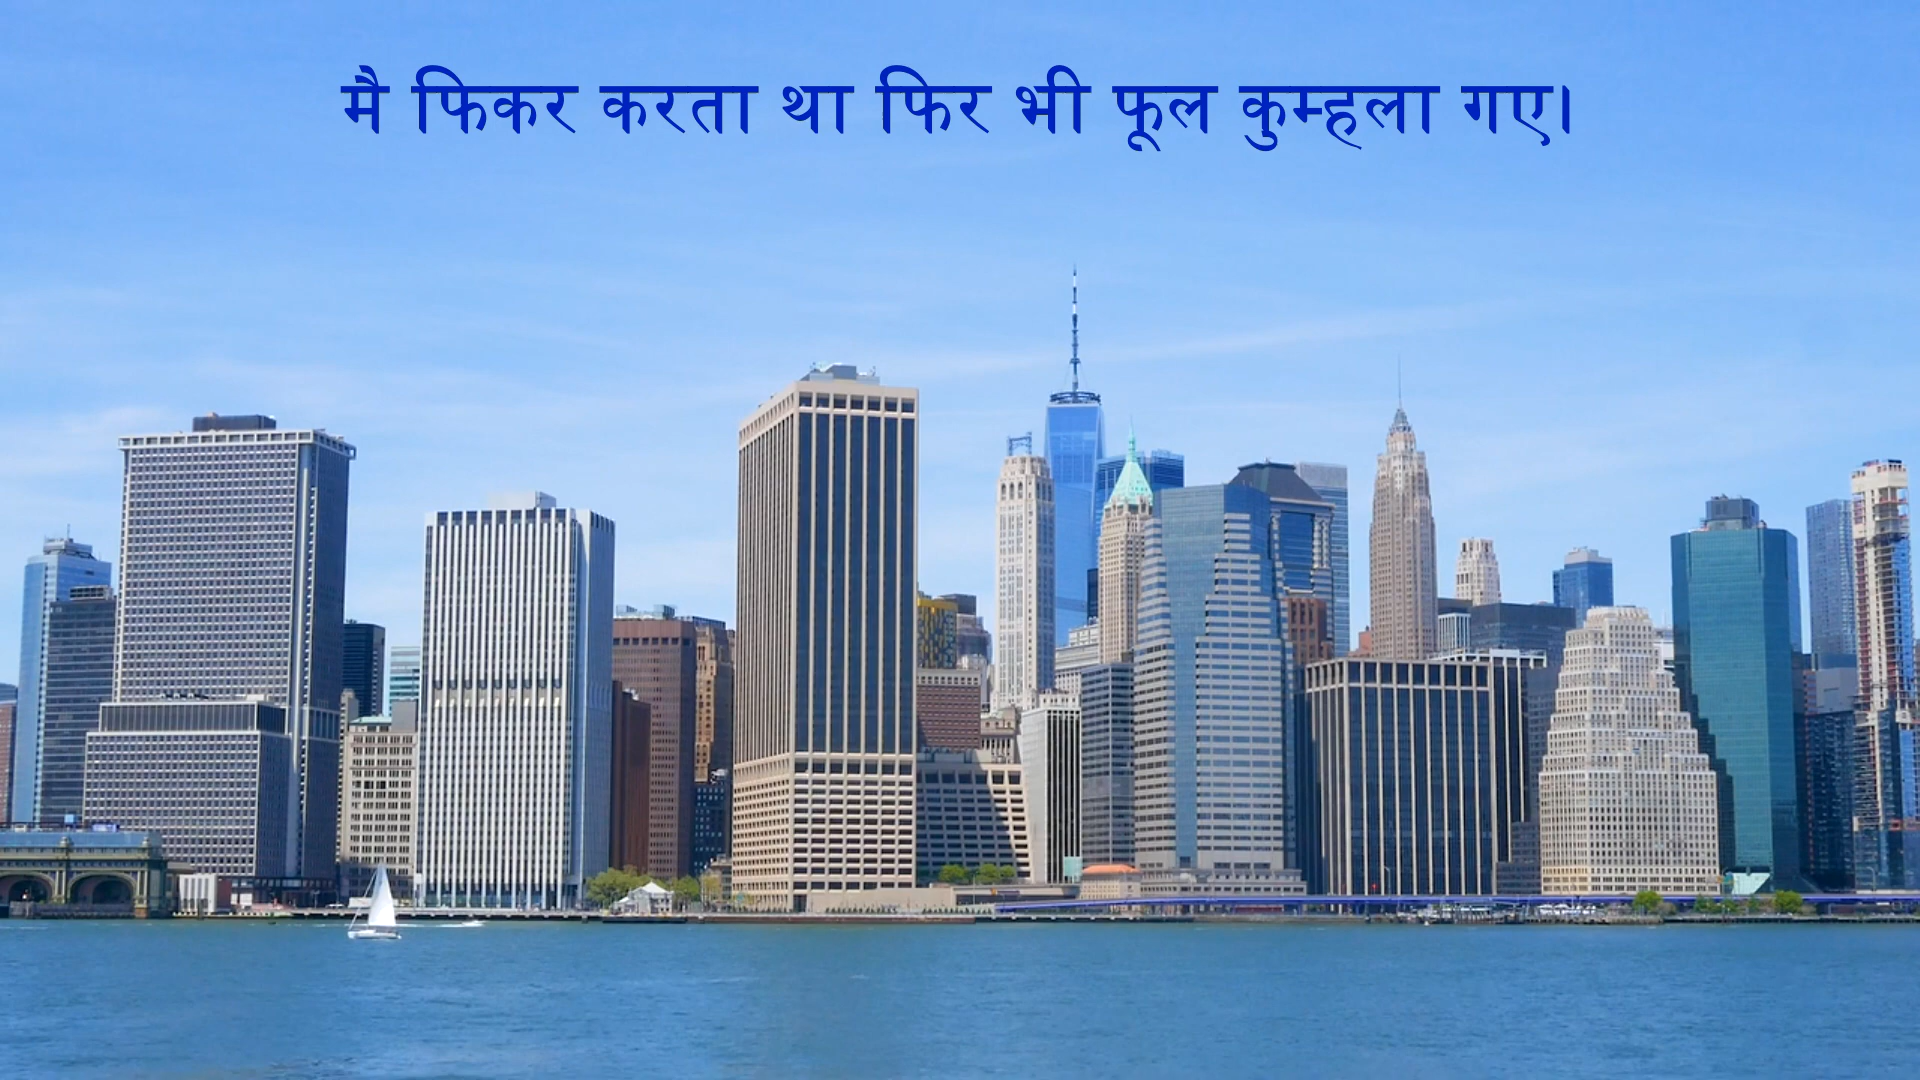 मै फिकर करता था फिर भी फूल कुम्हला गए।